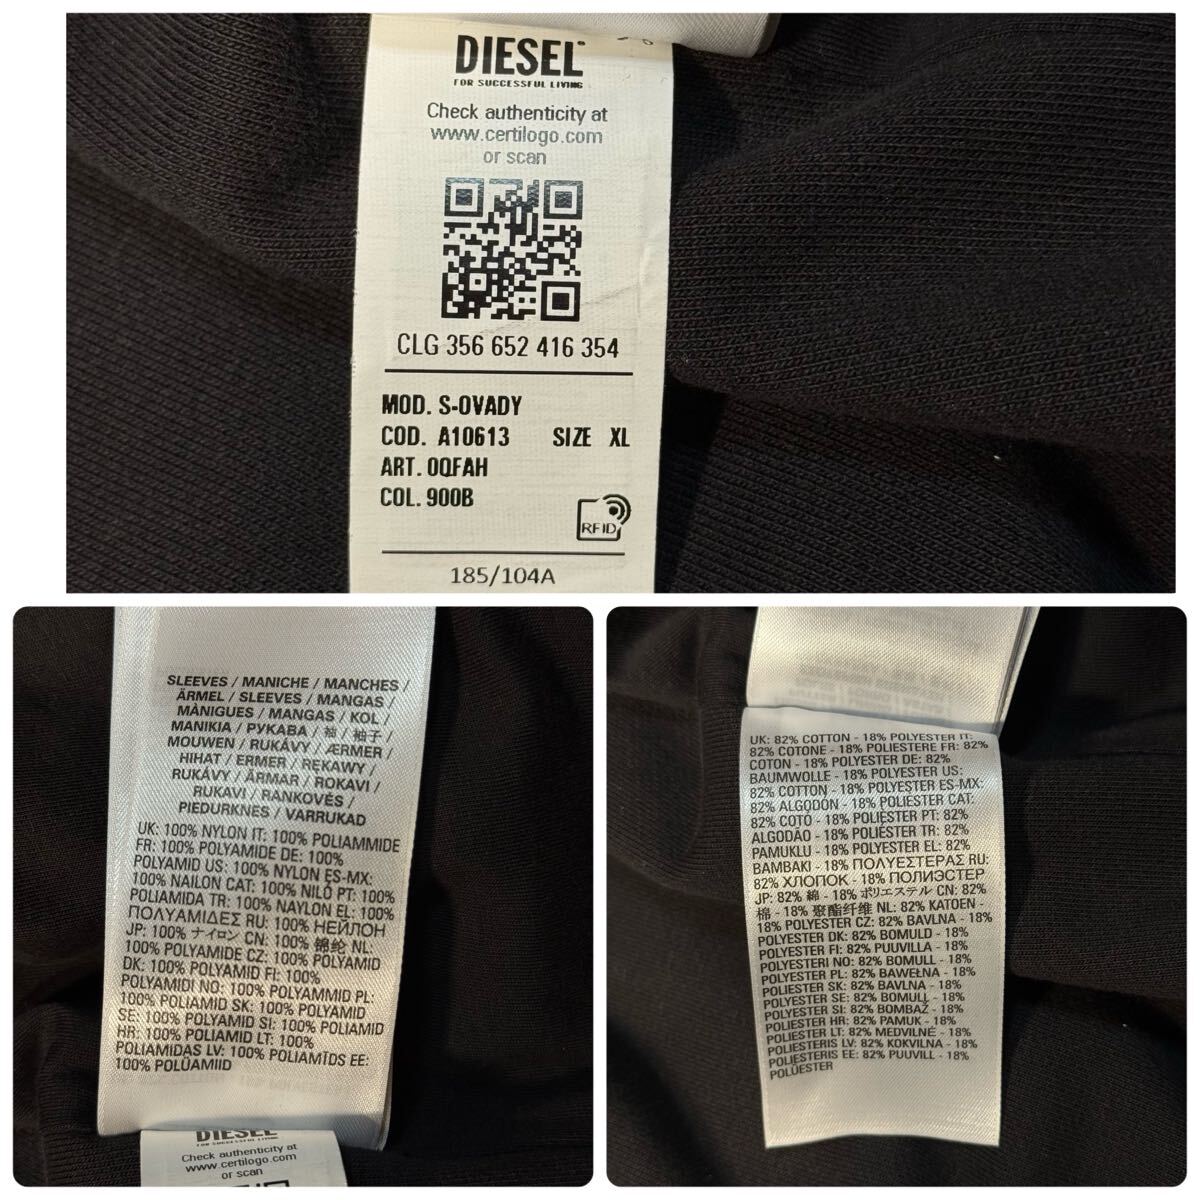 DIESEL
FOR SUCCESSFUL LIVING
Check authenticity at
www.certilogo.com
or scan
CLG 356 652 416 354
MOD. S-OVADY
COD. A10613 SIZE XL
ART. 0QFAH
COL. 900B
RFID
185/104A
SLEEVES / MANICHE / MANCHES /
ÄRMEL / SLEEVES / MANGAS /
MÀNIGUES / MANGAS / KOL /
ΜΑΝΙΚΙΑ / РУКАВА / 袖 / 袖子 /
MOUWEN / RUKÁVY / ÆRMER /
HIHAT / ERMER / RĘKAWY /
RUKÁVY / ÄRMAR / ROKAVI /
RUKAVI / RANKOVĖS /
PIEDURKNES / VARRUKAD
UK: 100% NYLON IT: 100% POLIAMMIDE
FR: 100% POLYAMIDE DE: 100%
POLYAMID US: 100% NYLON ES-MX:
100% NAILON CAT: 100% NILÓ PT: 100%
POLIAMIDA TR: 100% NAYLON EL: 100%
ΠΟΛΥΑΜΙΔΕΣ RU: 100% НЕЙЛОН
JP: 100% ナイロン CN: 100% 锦纶 NL:
100% POLYAMIDE CZ: 100% POLYAMID
DK: 100% POLYAMID FI: 100%
POLYAMIDI NO: 100% POLYAMMID PL:
100% POLIAMID SK: 100% POLYAMID
SE: 100% POLYAMID SI: 100% POLIAMID
HR: 100% POLIAMID LT: 100%
POLIAMIDAS LV: 100% POLIAMĪDS EE:
100% POLÜAMIID
DIESEL
FOR SUCCESSFUL LIVING
Check authenticity at
www.certilogo.com
or scan
UK: 82% COTTON - 18% POLYESTER IT:
82% COTONE - 18% POLIESTERE FR: 82%
COTON - 18% POLYESTER DE: 82%
BAUMWOLLE - 18% POLYESTER US:
82% COTTON - 18% POLYESTER ES-MX:
82% ALGODON - 18% POLIESTER CAT:
82% COTÓ - 18% POLIÈSTER PT: 82%
ALGODÃO - 18% POLIÉSTER TR: 82%
PAMUKLU - 18% POLYESTER EL: 82%
ΒΑΜΒΑΚΙ - 18% ΠΟΛΥΕΣΤΕΡΑΣ RU:
82% ХЛОПОК - 18% ПОЛИЭСТЕР
JP: 82% 綿 - 18% ポリエステル CN: 82%
棉 - 18% 聚酯纤维 NL: 82% KATOEN -
18% POLYESTER CZ: 82% BAVLNA - 18%
POLYESTER DK: 82% BOMULD - 18%
POLYESTER FI: 82% PUUVILLA - 18%
POLYESTERI NO: 82% BOMULL - 18%
POLYESTER PL: 82% BAWEŁNA - 18%
POLIESTER SK: 82% BAVLNA - 18%
POLYESTER SE: 82% BOMULL - 18%
POLYESTER SI: 82% BOMBAŽ - 18%
POLIESTER HR: 82% PAMUK - 18%
POLIESTER LT: 82% MEDVILNĖ - 18%
POLIESTERIS LV: 82% KOKVILNA - 18%
POLIESTERIS EE: 82% PUUVILL - 18%
POLÜESTER